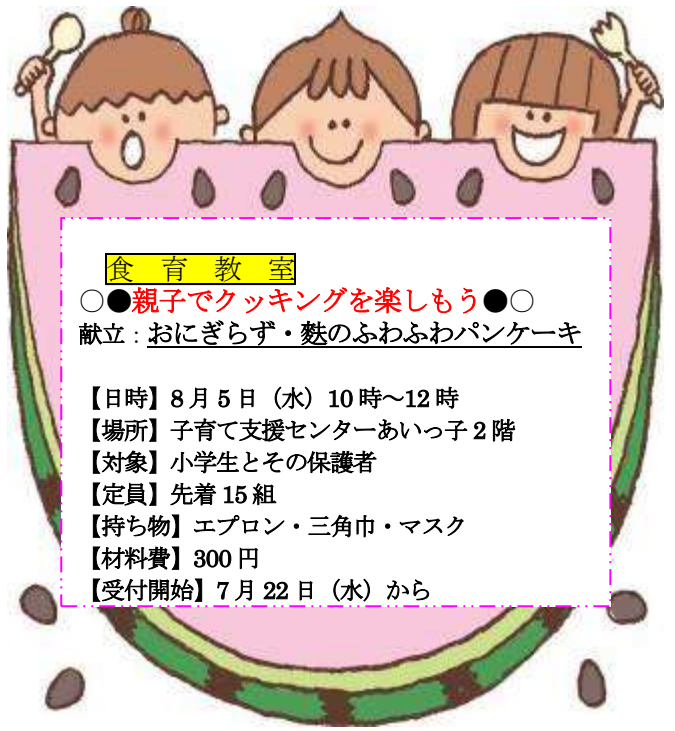 食　育　教　室
○●親子でクッキングを楽しもう●○
献立：おにぎらず・麩のふわふわパンケーキ
【日時】8月5日（水）10時～12時
【場所】子育て支援センターあいっ子2階
【対象】小学生とその保護者
【定員】先着15組
【持ち物】エプロン・三角巾・マスク
【材料費】300円
【受付開始】7月22日（水）から